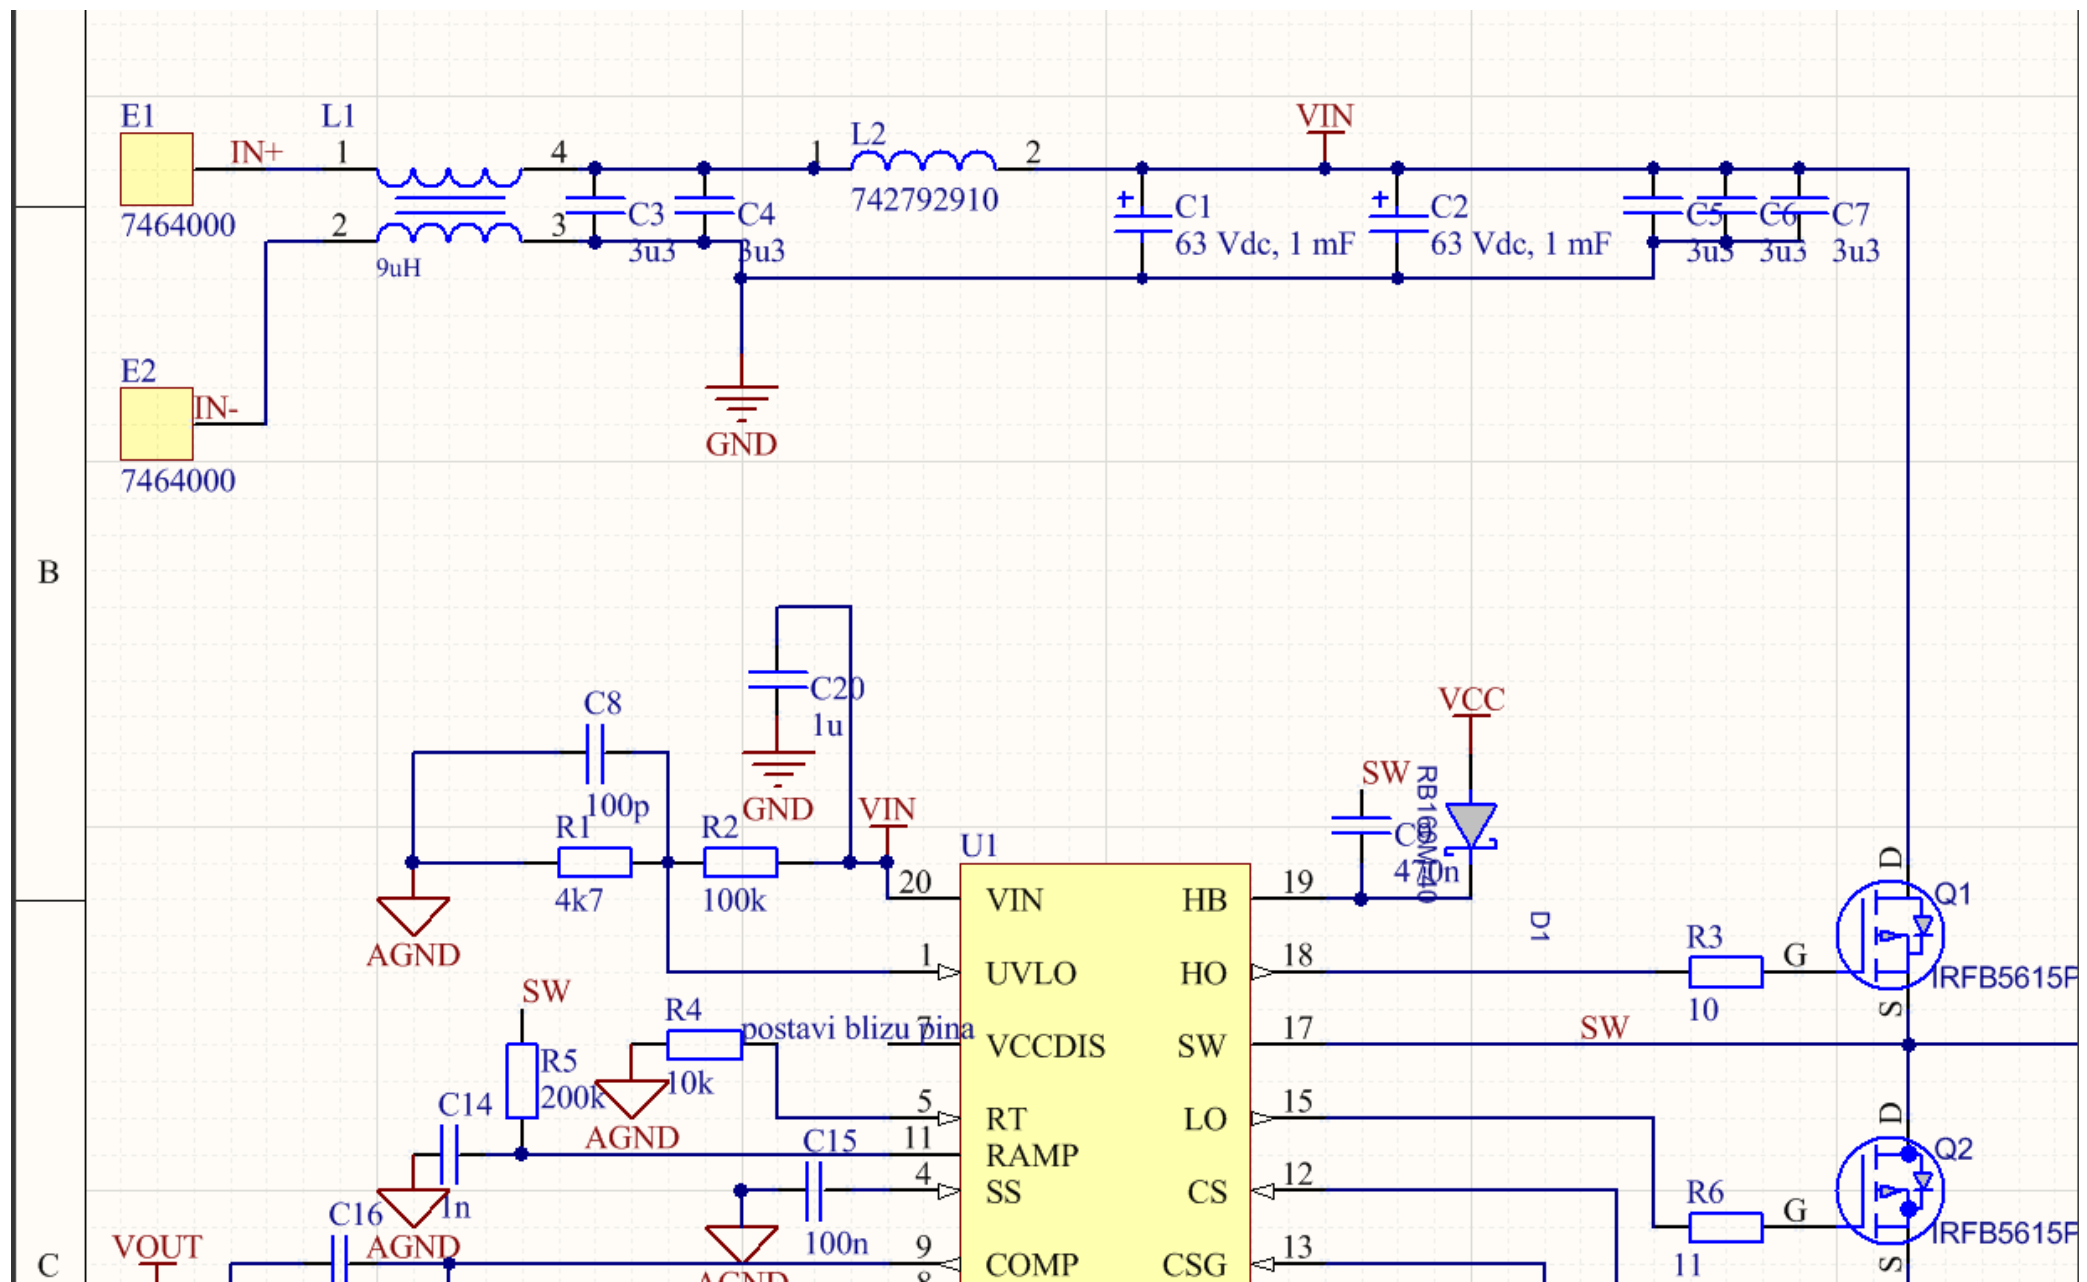 E1
IN+
7464000
L1
1
4
2
3
9uH
C3
3u3
C4
3u3
1
L2
2
742792910
VIN
C1
63 Vdc, 1 mF
C2
63 Vdc, 1 mF
C5
3u3
C6
3u3
C7
3u3
E2
IN-
7464000
GND
B
C8
100p
C20
1u
GND
VIN
R1
4k7
R2
100k
AGND
U1
20
VIN
1
UVLO
7
VCCDIS
5
RT
11
RAMP
4
SS
9
COMP
8
HB
19
HO
18
SW
17
LO
15
CS
12
CSG
13
VCC
SW
470n
D1
R3
10
G
D
S
Q1
IRFB5615P
SW
R6
11
G
D
S
Q2
IRFB5615P
SW
R5
200k
R4
postavi blizu pina
10k
AGND
C14
1n
AGND
C15
100n
AGND
C16
VOUT
C